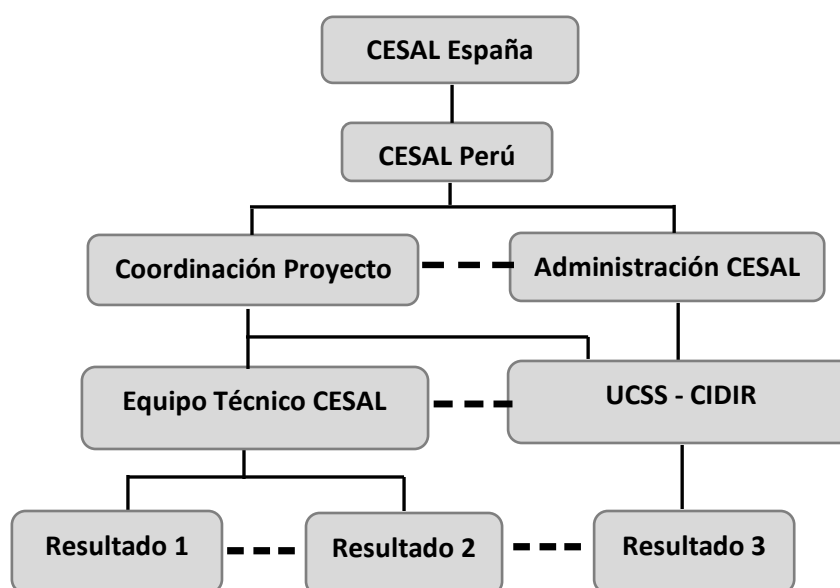 CESAL España
CESAL Perú
Coordinación Proyecto
Administración CESAL
Equipo Técnico CESAL
UCSS - CIDIR
Resultado 1
Resultado 2
Resultado 3